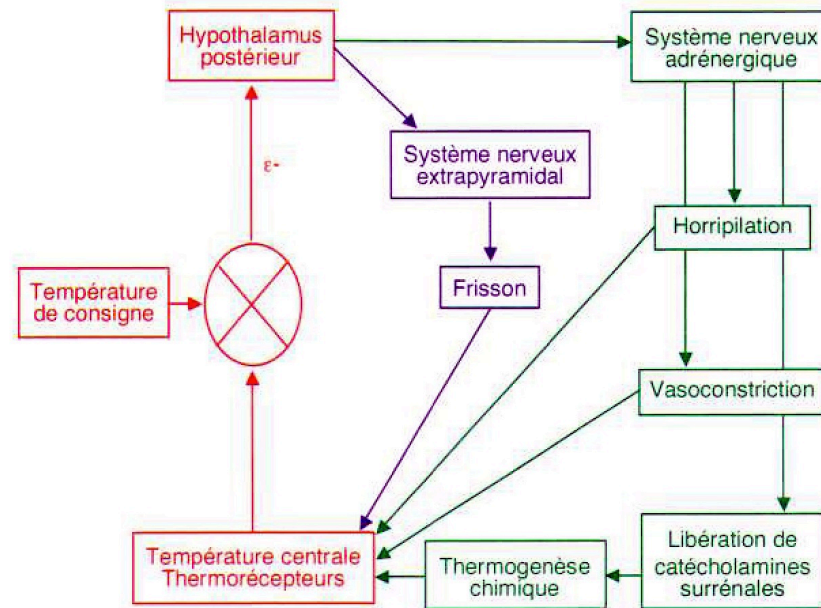 Hypothalamus
postérieur
Système nerveux
adrénergique
ε-
Système nerveux
extrapyramidal
Horripilation
Température
de consigne
Frisson
Vasoconstriction
Température centrale
Thermorécepteurs
Thermogenèse
chimique
Libération de
catécholamines
surrénales